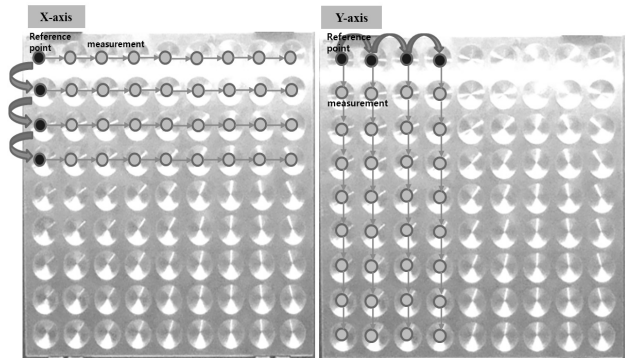 X-axis
Reference
point
measurement
Y-axis
Reference
point
measurement